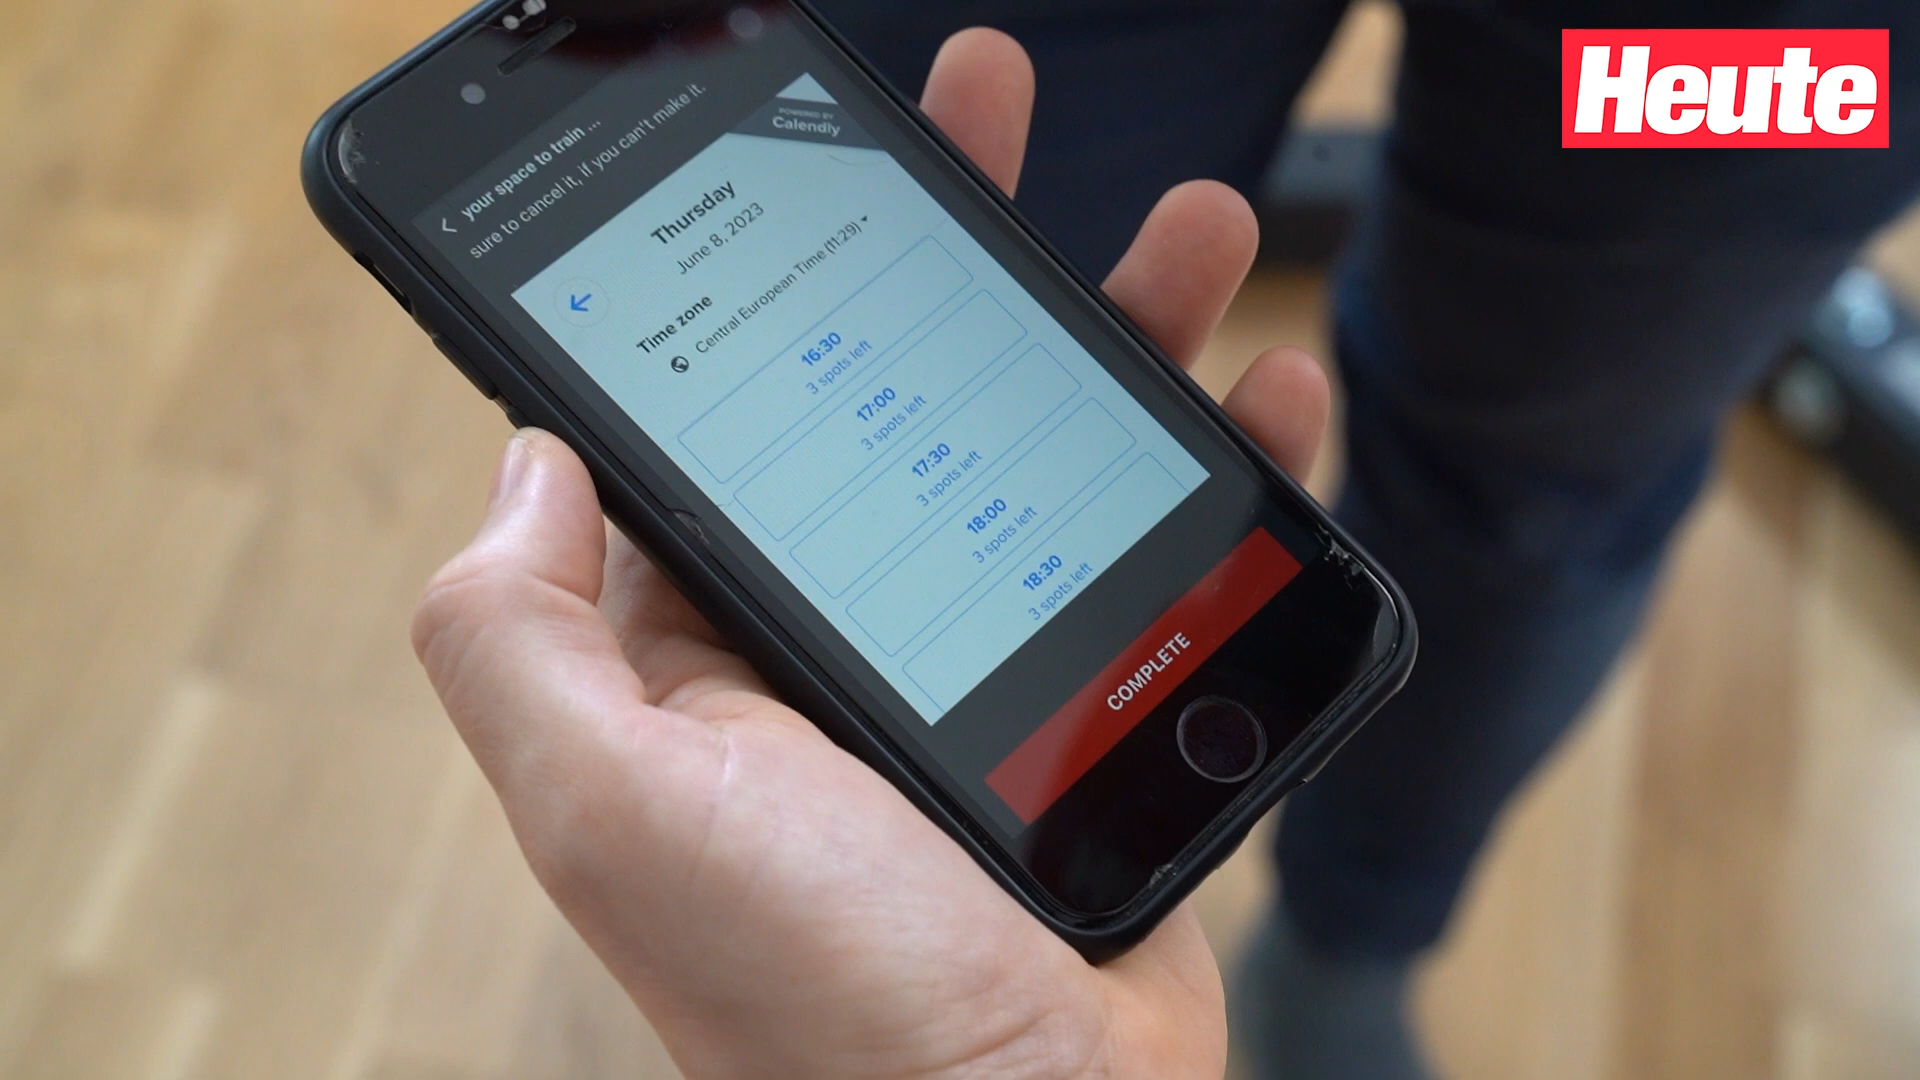 Heute
your space to train ...
sure to cancel it, if you can't make it.
POWERED BY
Calendly
Thursday
June 8, 2023
Time zone
Central European Time (11:29)
16:30
3 spots left
17:00
3 spots left
17:30
3 spots left
18:00
3 spots left
18:30
3 spots left
COMPLETE